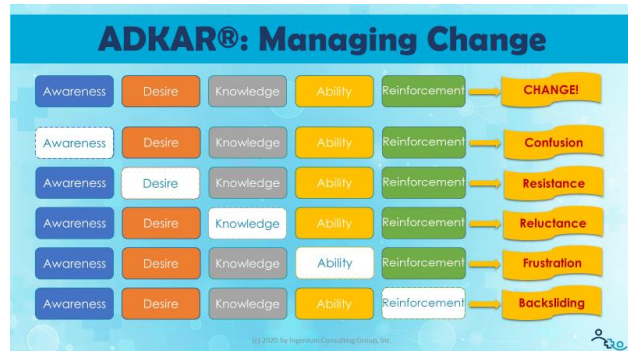 ADKAR®: Managing Change
Awareness Desire Knowledge Ability Reinforcement CHANGE!
Awareness Desire Knowledge Ability Reinforcement Confusion
Awareness Desire Knowledge Ability Reinforcement Resistance
Awareness Desire Knowledge Ability Reinforcement Reluctance
Awareness Desire Knowledge Ability Reinforcement Frustration
Awareness Desire Knowledge Ability Reinforcement Backsliding
(c) 2020 by Ingenium Consulting Group, Inc.